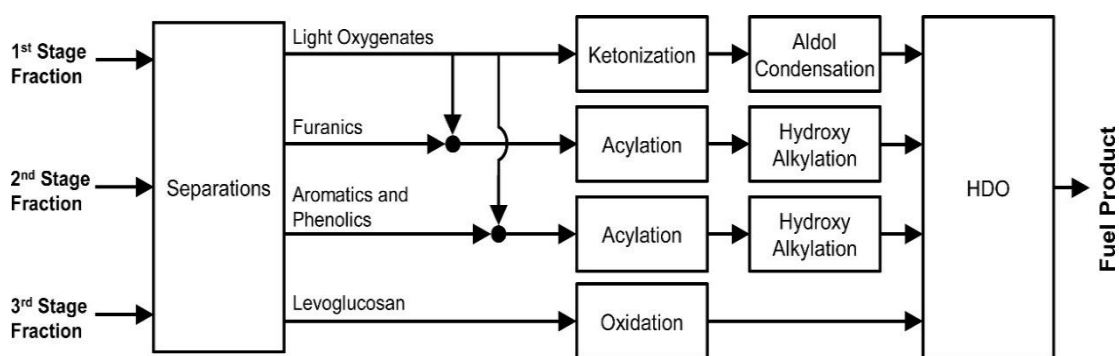 1st Stage
Fraction
2nd Stage
Fraction
3rd Stage
Fraction
Separations
Light Oxygenates
Furanics
Aromatics and
Phenolics
Levoglucosan
Ketonization
Aldol
Condensation
Acylation
Hydroxy
Alkylation
Acylation
Hydroxy
Alkylation
Oxidation
HDO
Fuel Product